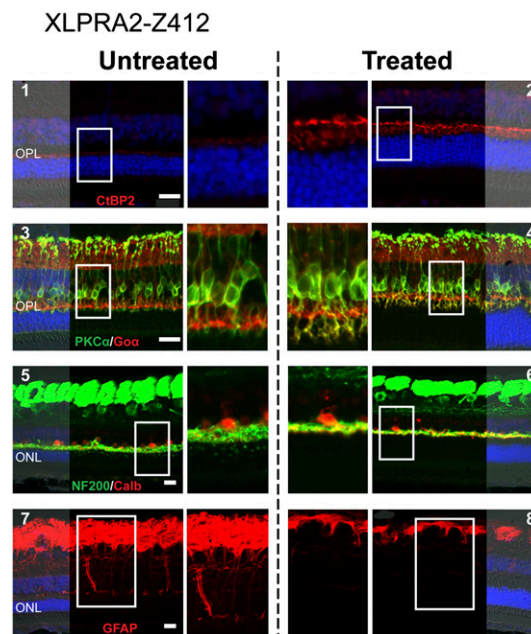 XLPRA2-Z412
Untreated
Treated
1
2
OPL
CtBP2
3
4
OPL
PKCα/Goα
5
6
ONL
NF200/Calb
7
8
ONL
GFAP